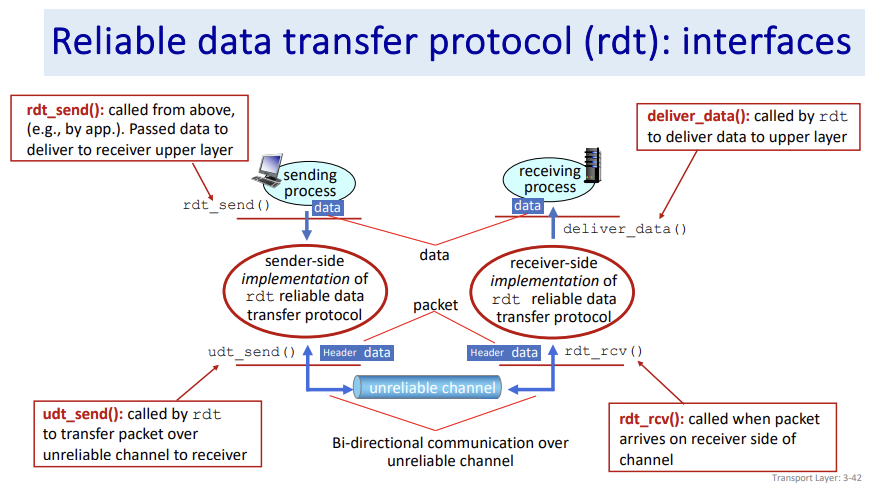 Reliable data transfer protocol (rdt): interfaces
rdt_send(): called from above,
(e.g., by app.). Passed data to
deliver to receiver upper layer
deliver_data(): called by rdt
to deliver data to upper layer
sending
process
receiving
process
rdt_send()
data
data
deliver_data()
data
sender-side
implementation of
rdt reliable data
transfer protocol
receiver-side
implementation of
rdt reliable data
transfer protocol
packet
udt_send()
Header data
Header data
rdt_rcv()
unreliable channel
udt_send(): called by rdt
to transfer packet over
unreliable channel to receiver
Bi-directional communication over
unreliable channel
rdt_rcv(): called when packet
arrives on receiver side of
channel
Transport Layer: 3-42